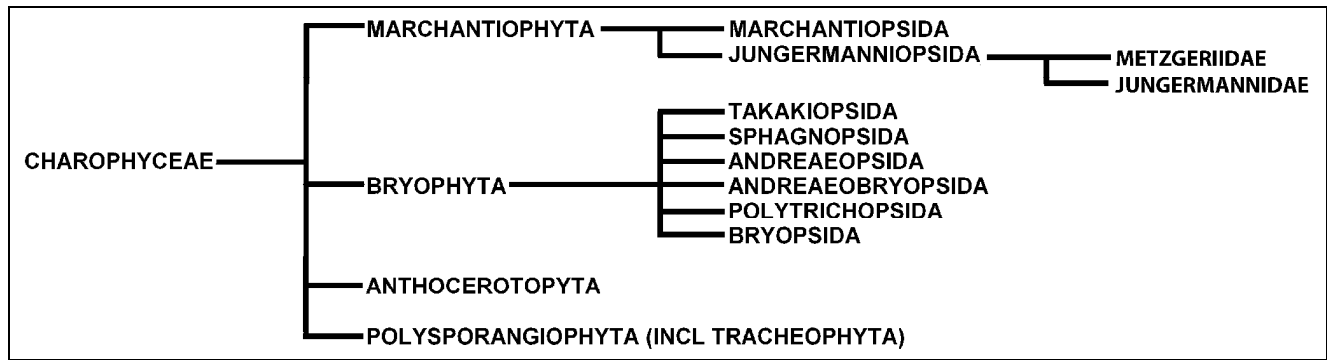 MARCHANTIOPHYTA
MARCHANTIOPSIDA
JUNGERMANNIOPSIDA
METZGERIIDAE
JUNGERMANNIDAE
TAKAKIOPSIDA
SPHAGNOPSIDA
CHAROPHYCEAE
ANDREAEOPSIDA
BRYOPHYTA
ANDREAEOBRYOPSIDA
POLYTRICHOPSIDA
BRYOPSIDA
ANTHOCEROTOPYTA
POLYSPORANGIOPHYTA (INCL TRACHEOPHYTA)